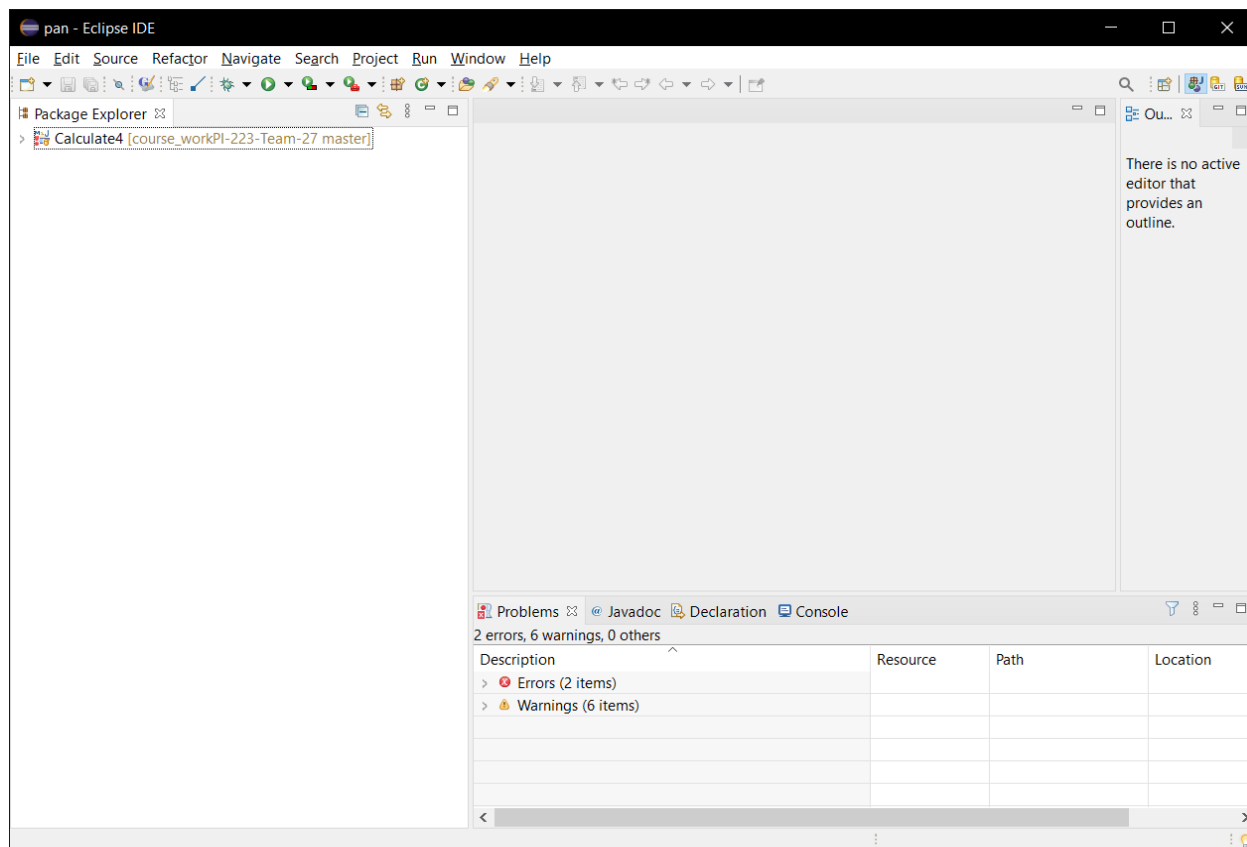 pan - Eclipse IDE
File Edit Source Refactor Navigate Search Project Run Window Help
Package Explorer
Calculate4 [course_workPI-223-Team-27 master]
Ou...
There is no active
editor that
provides an
outline.
Problems @ Javadoc Declaration Console
2 errors, 6 warnings, 0 others
Description Resource Path Location
Errors (2 items)
Warnings (6 items)